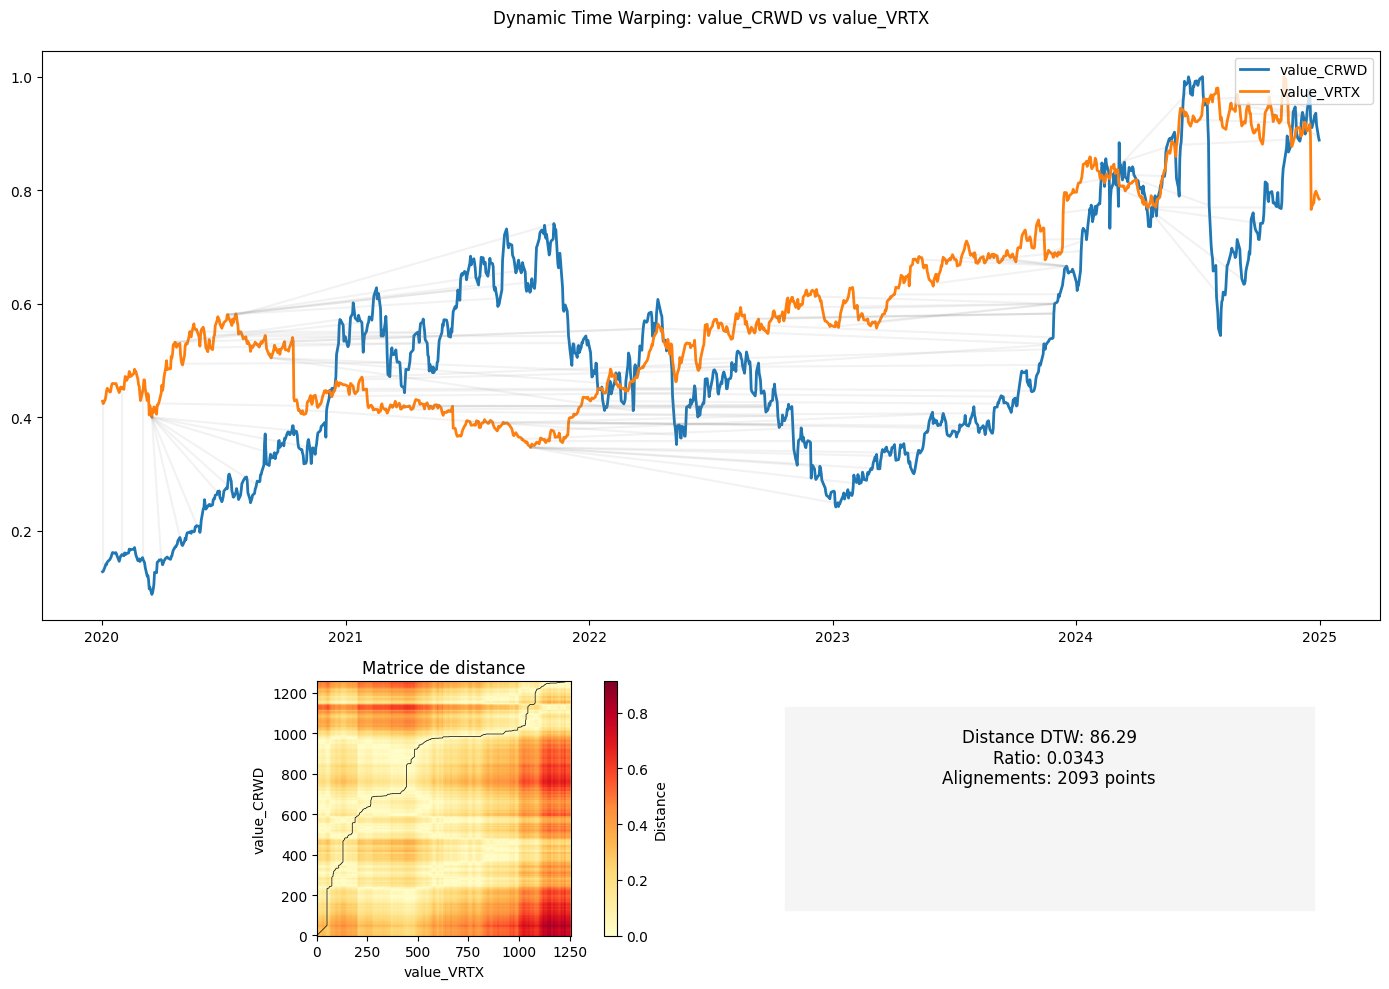 Dynamic Time Warping: value_CRWD vs value_VRTX
value_CRWD
value_VRTX
1.0
0.8
0.6
0.4
0.2
2020 2021 2022 2023 2024 2025
Matrice de distance
value_CRWD
1200
1000
800
600
400
200
0
0 250 500 750 1000 1250
value_VRTX
0.8
0.6
0.4
0.2
0.0
Distance
Distance DTW: 86.29
Ratio: 0.0343
Alignements: 2093 points